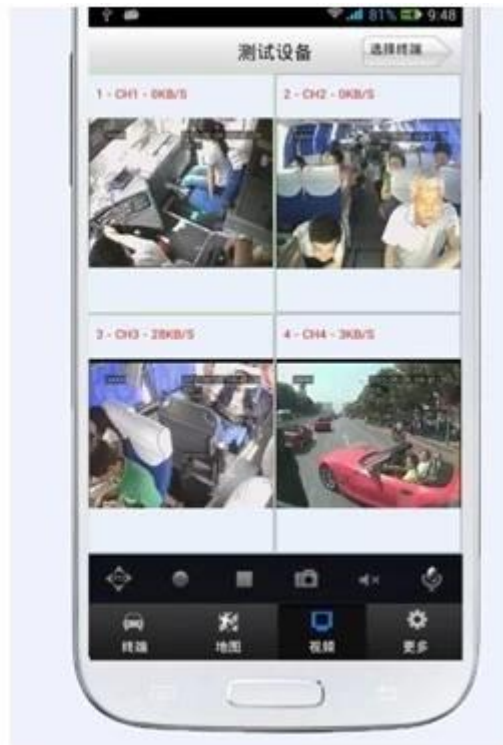 81% 9:48
测试设备 选择终端
1 - CH1 - 0KB/S 2 - CH2 - 0KB/S
3 - CH3 - 28KB/S 4 - CH4 - 3KB/S
终端 地图 视频 更多